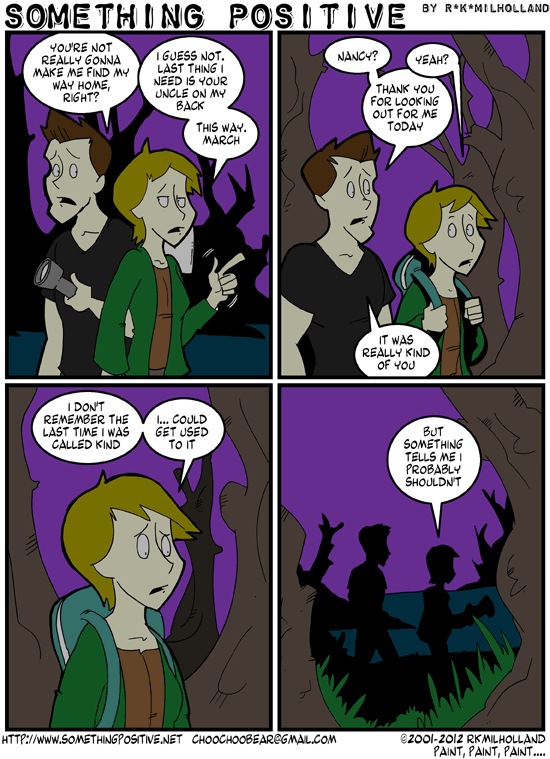 SOMETHING POSITIVE BY R*K*MILHOLLAND
YOU'RE NOT
REALLY GONNA
MAKE ME FIND MY
WAY HOME,
RIGHT?
I GUESS NOT.
LAST THING I
NEED IS YOUR
UNCLE ON MY
BACK
THIS WAY.
MARCH
NANCY?
YEAH?
THANK YOU
FOR LOOKING
OUT FOR ME
TODAY
IT WAS
REALLY KIND
OF YOU
I DON'T
REMEMBER THE
LAST TIME I WAS
CALLED KIND
I... COULD
GET USED
TO IT
BUT
SOMETHING
TELLS ME I
PROBABLY
SHOULDN'T
HTTP://WWW.SOMETHINGPOSITIVE.NET CHOOCHOOBEAR@GMAIL.COM
©2001-2012 RKMILHOLLAND
PAINT, PAINT, PAINT....